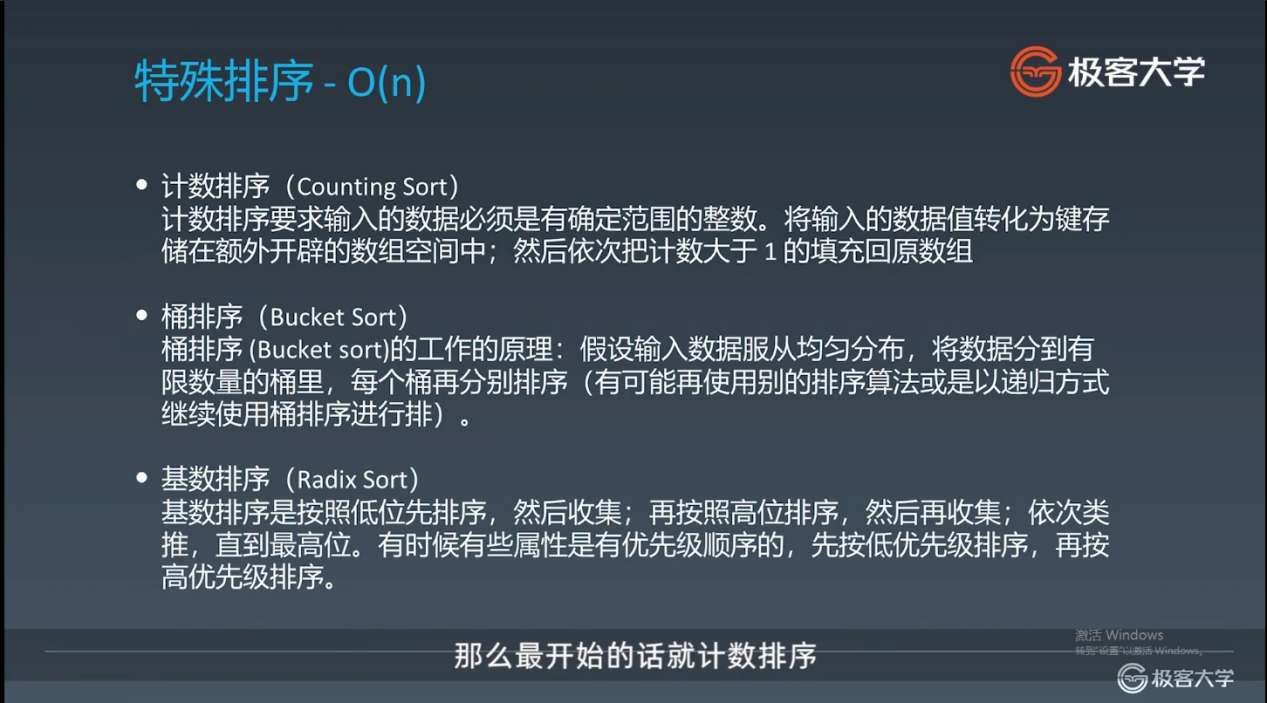 特殊排序 - O(n)
极客大学
• 计数排序（Counting Sort）
计数排序要求输入的数据必须是有确定范围的整数。将输入的数据值转化为键存
储在额外开辟的数组空间中；然后依次把计数大于 1 的填充回原数组
• 桶排序（Bucket Sort）
桶排序 (Bucket sort)的工作的原理：假设输入数据服从均匀分布，将数据分到有
限数量的桶里，每个桶再分别排序（有可能再使用别的排序算法或是以递归方式
继续使用桶排序进行排）。
• 基数排序（Radix Sort）
基数排序是按照低位先排序，然后收集；再按照高位排序，然后再收集；依次类
推，直到最高位。有时候有些属性是有优先级顺序的，先按低优先级排序，再按
高优先级排序。
激活 Windows
转到"设置"以激活 Windows。
那么最开始的话就计数排序
极客大学